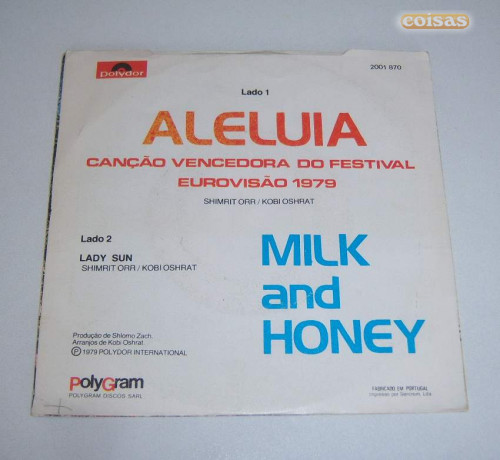 coisas
polydor
2001 870
Lado 1
ALELUIA
CANÇÃO VENCEDORA DO FESTIVAL
EUROVISÃO 1979
SHIMRIT ORR / KOBI OSHRAT
Lado 2
LADY SUN
SHIMRIT ORR / KOBI OSHRAT
MILK
and
HONEY
Produção de Shlomo Zach.
Arranjos de Kobi Oshrat.
Ⓟ 1979 POLYDOR INTERNATIONAL
PolyGram
POLYGRAM DISCOS SARL
FABRICADO EM PORTUGAL